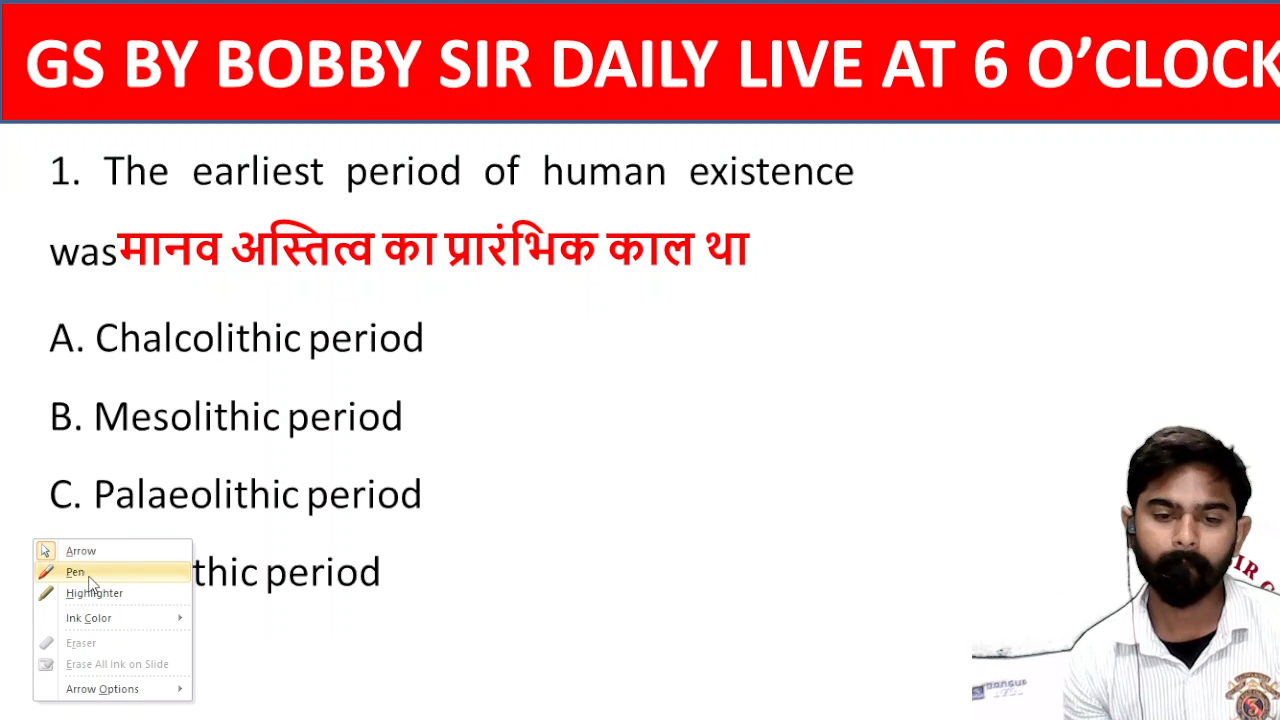 GS BY BOBBY SIR DAILY LIVE AT 6 O’CLOCK
1. The earliest period of human existence
wasमानव अस्तित्व का प्रारंभिक काल था
A. Chalcolithic period
B. Mesolithic period
C. Palaeolithic period
thic period
Arrow
Pen
Highlighter
Ink Color
Eraser
Erase All Ink on Slide
Arrow Options